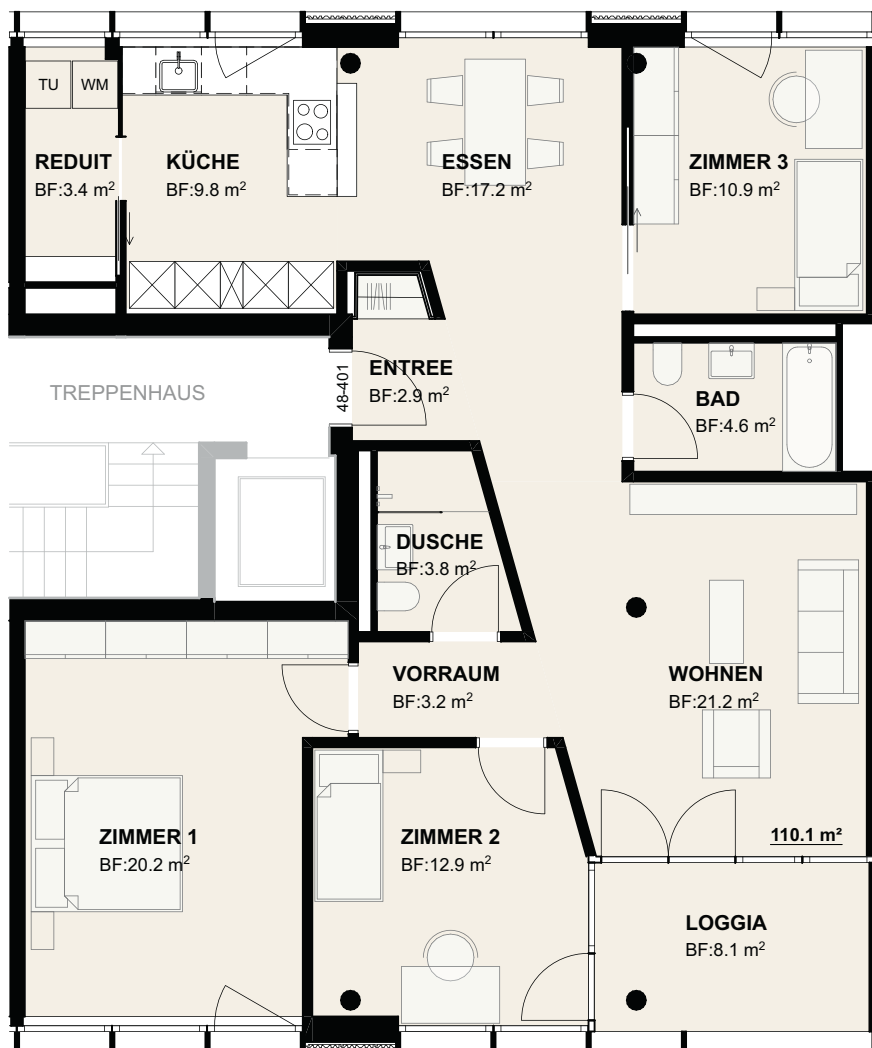 TU WM
REDUIT
BF:3.4 m²
KÜCHE
BF:9.8 m²
ESSEN
BF:17.2 m²
ZIMMER 3
BF:10.9 m²
TREPPENHAUS
48-401
ENTREE
BF:2.9 m²
BAD
BF:4.6 m²
DUSCHE
BF:3.8 m²
VORRAUM
BF:3.2 m²
WOHNEN
BF:21.2 m²
ZIMMER 1
BF:20.2 m²
ZIMMER 2
BF:12.9 m²
110.1 m²
LOGGIA
BF:8.1 m²